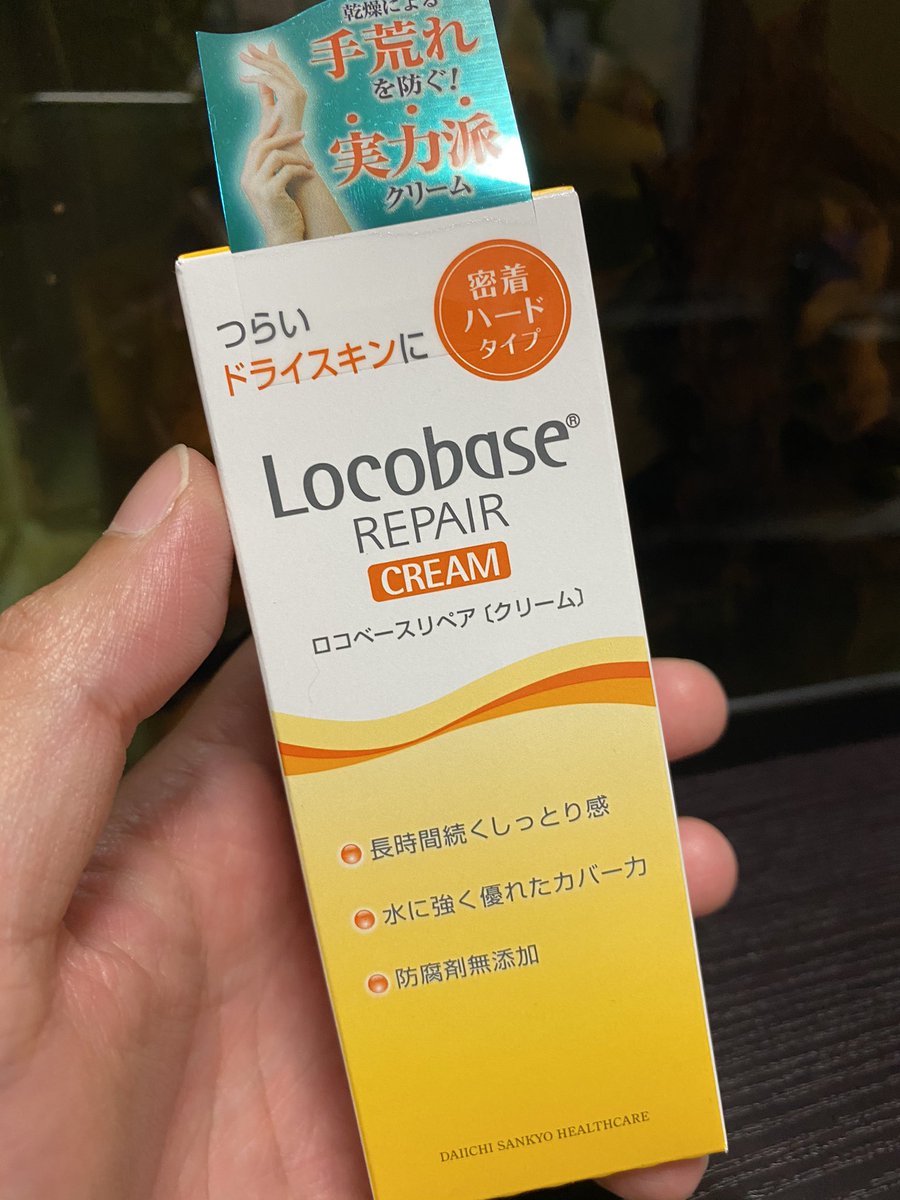 乾燥による
手荒れ
を防ぐ!
実力派
クリーム
つらい
ドライスキンに
密着
ハード
タイプ
Locobase®
REPAIR
CREAM
ロコベースリペア〔クリーム〕
長時間続くしっとり感
水に強く優れたカバー力
防腐剤無添加
DAIICHI SANKYO HEALTHCARE